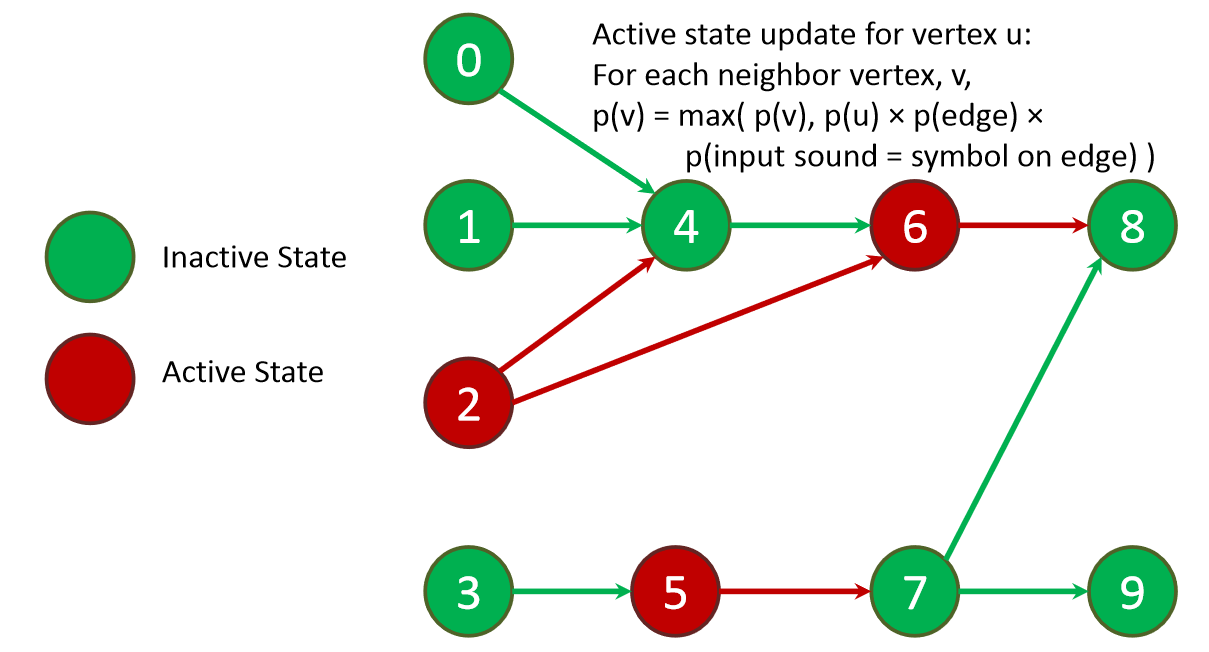 0
Active state update for vertex u:
For each neighbor vertex, v,
p(v) = max( p(v), p(u) × p(edge) ×
p(input sound = symbol on edge) )
1
4
6
8
Inactive State
Active State
2
3
5
7
9